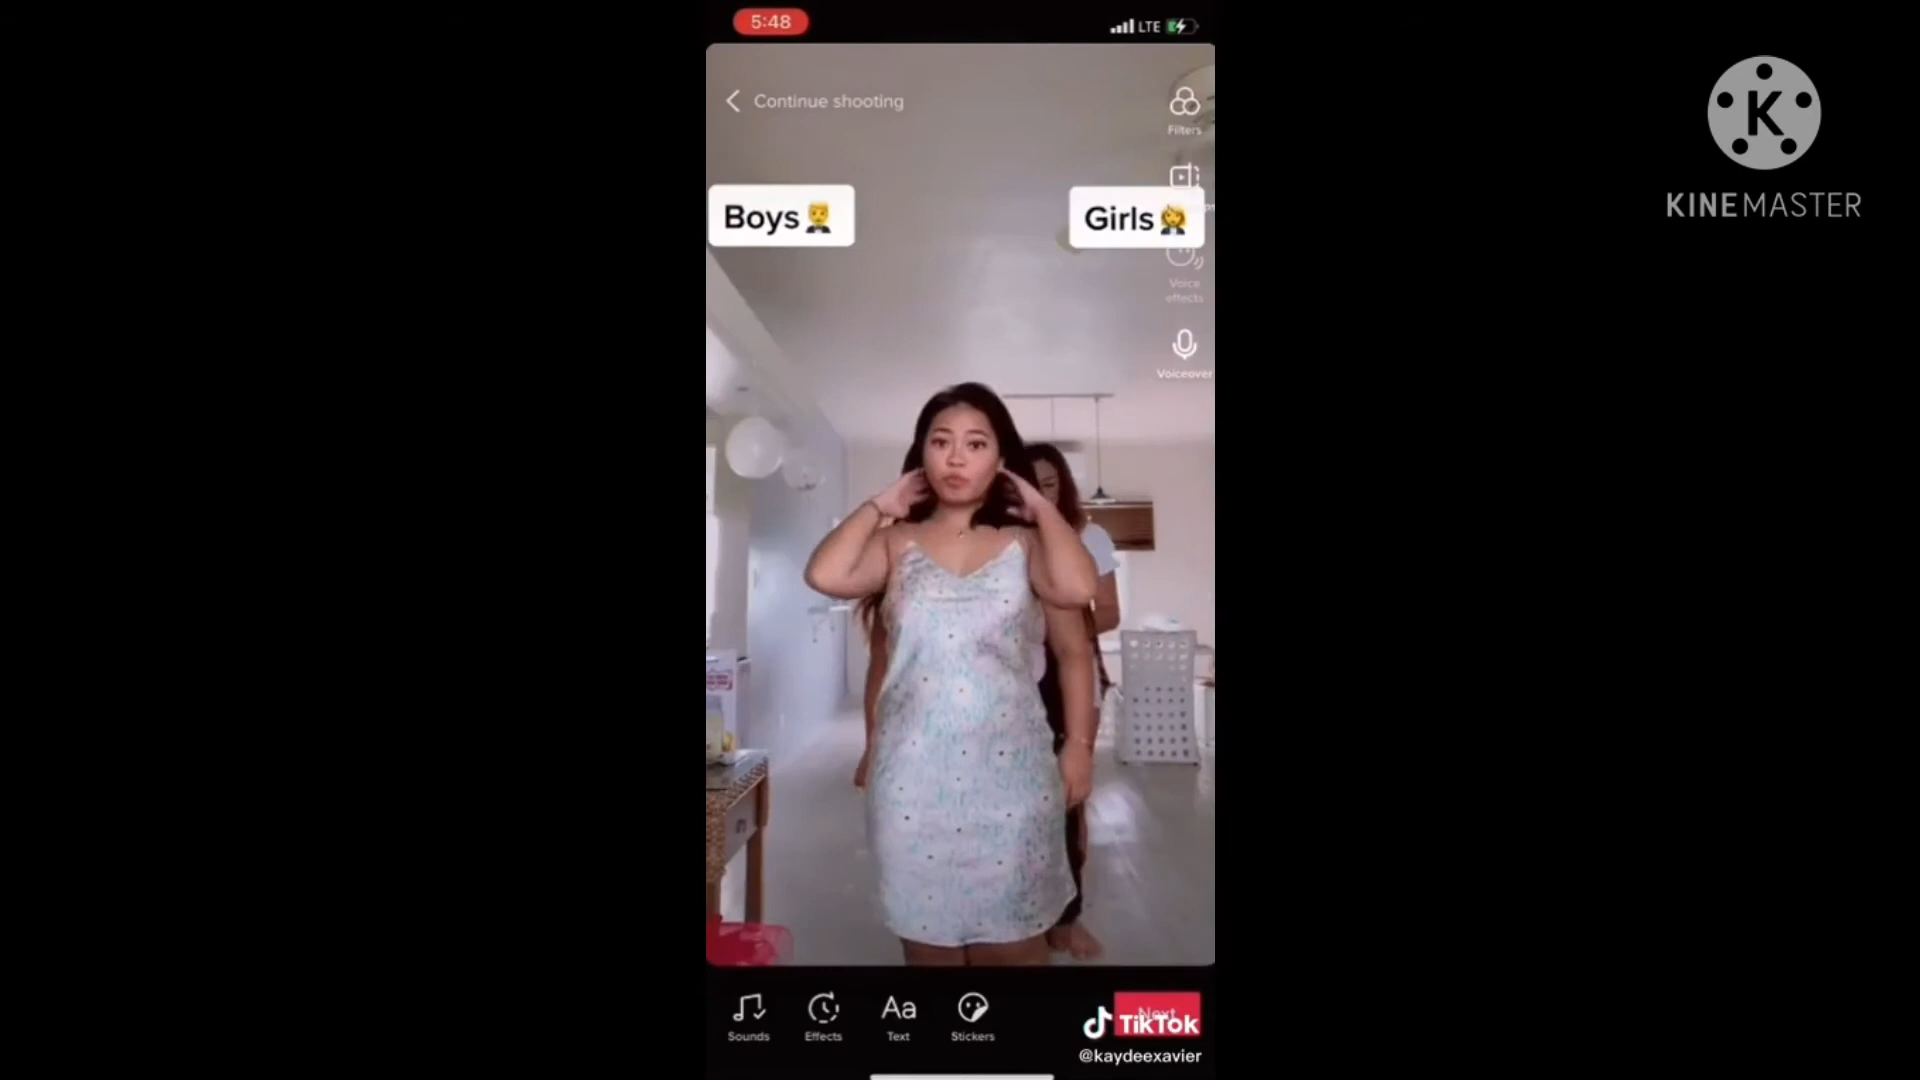 5:48
LTE
Continue shooting
Filters
Boys
Girls
Voice
effects
Voiceover
KINEMASTER
Sounds
Effects
Text
Stickers
Next
TikTok
@kaydeexavier
Aa
K